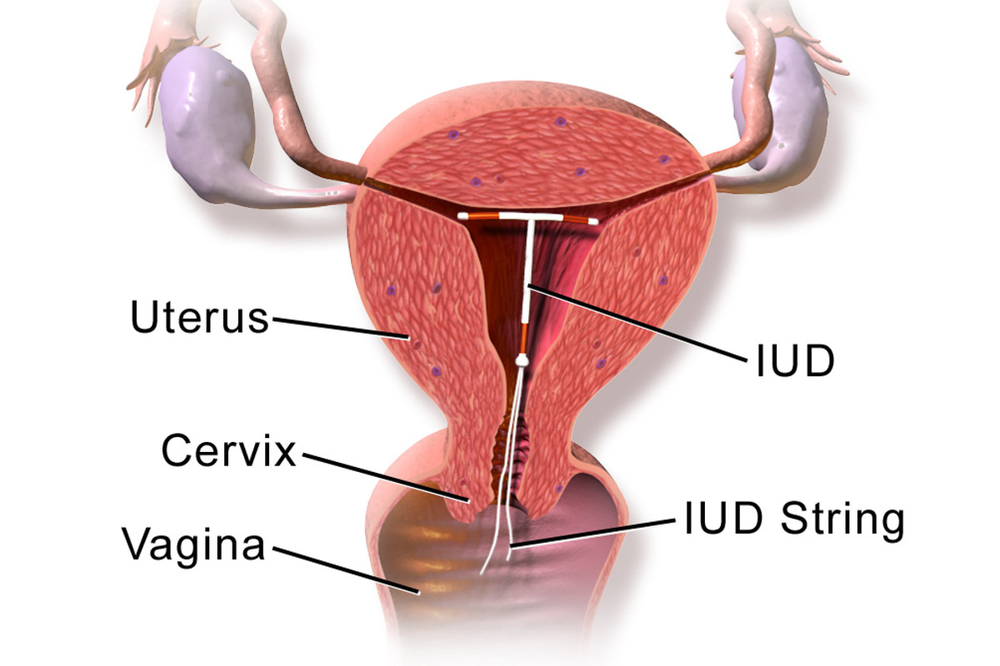 Uterus
IUD
Cervix
IUD String
Vagina